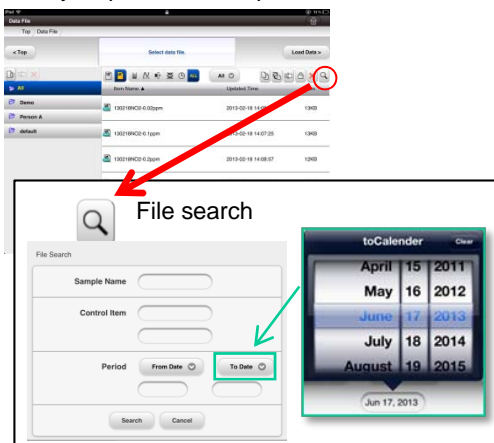 iPad
Data File
Top Data File
< Top
Select data file.
Load Data >
ALL
All
All
Item Name ▲
Updated Time
Demo
Person A
default
130218NO2-0.02ppm
2013-02-18 14:0
13KB
130218NO2-0.1ppm
2013-02-18 14:07:25
13KB
130218NO2-0.2ppm
2013-02-18 14:08:57
12KB
File search
File Search
Sample Name
Control Item
Period
From Date
To Date
Search
Cancel
toCalender
Clear
April 15 2011
May 16 2012
June 17 2013
July 18 2014
August 19 2015
Jun 17, 2013